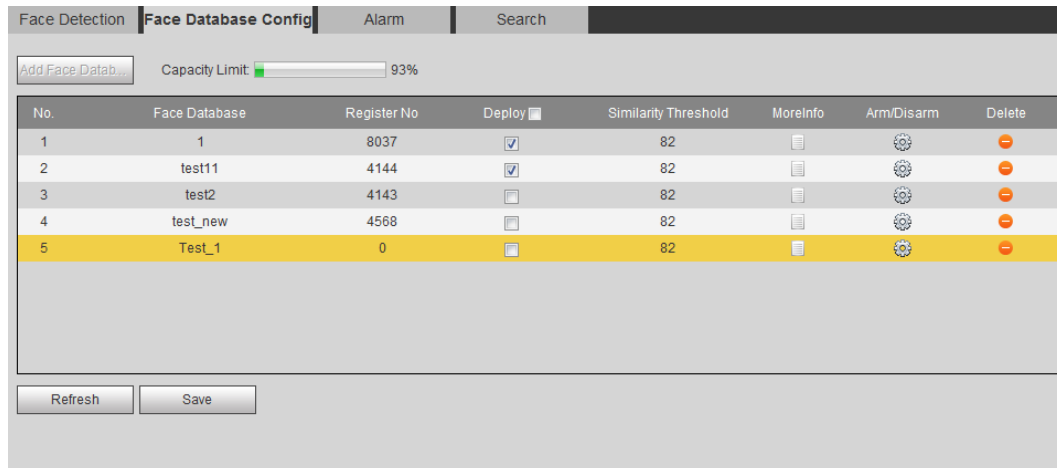 Face Detection Face Database Config Alarm Search
Add Face Datab... Capacity Limit: 93%
No. Face Database Register No Deploy Similarity Threshold MoreInfo Arm/Disarm Delete
1 1 8037 82
2 test11 4144 82
3 test2 4143 82
4 test_new 4568 82
5 Test_1 0 82
Refresh Save